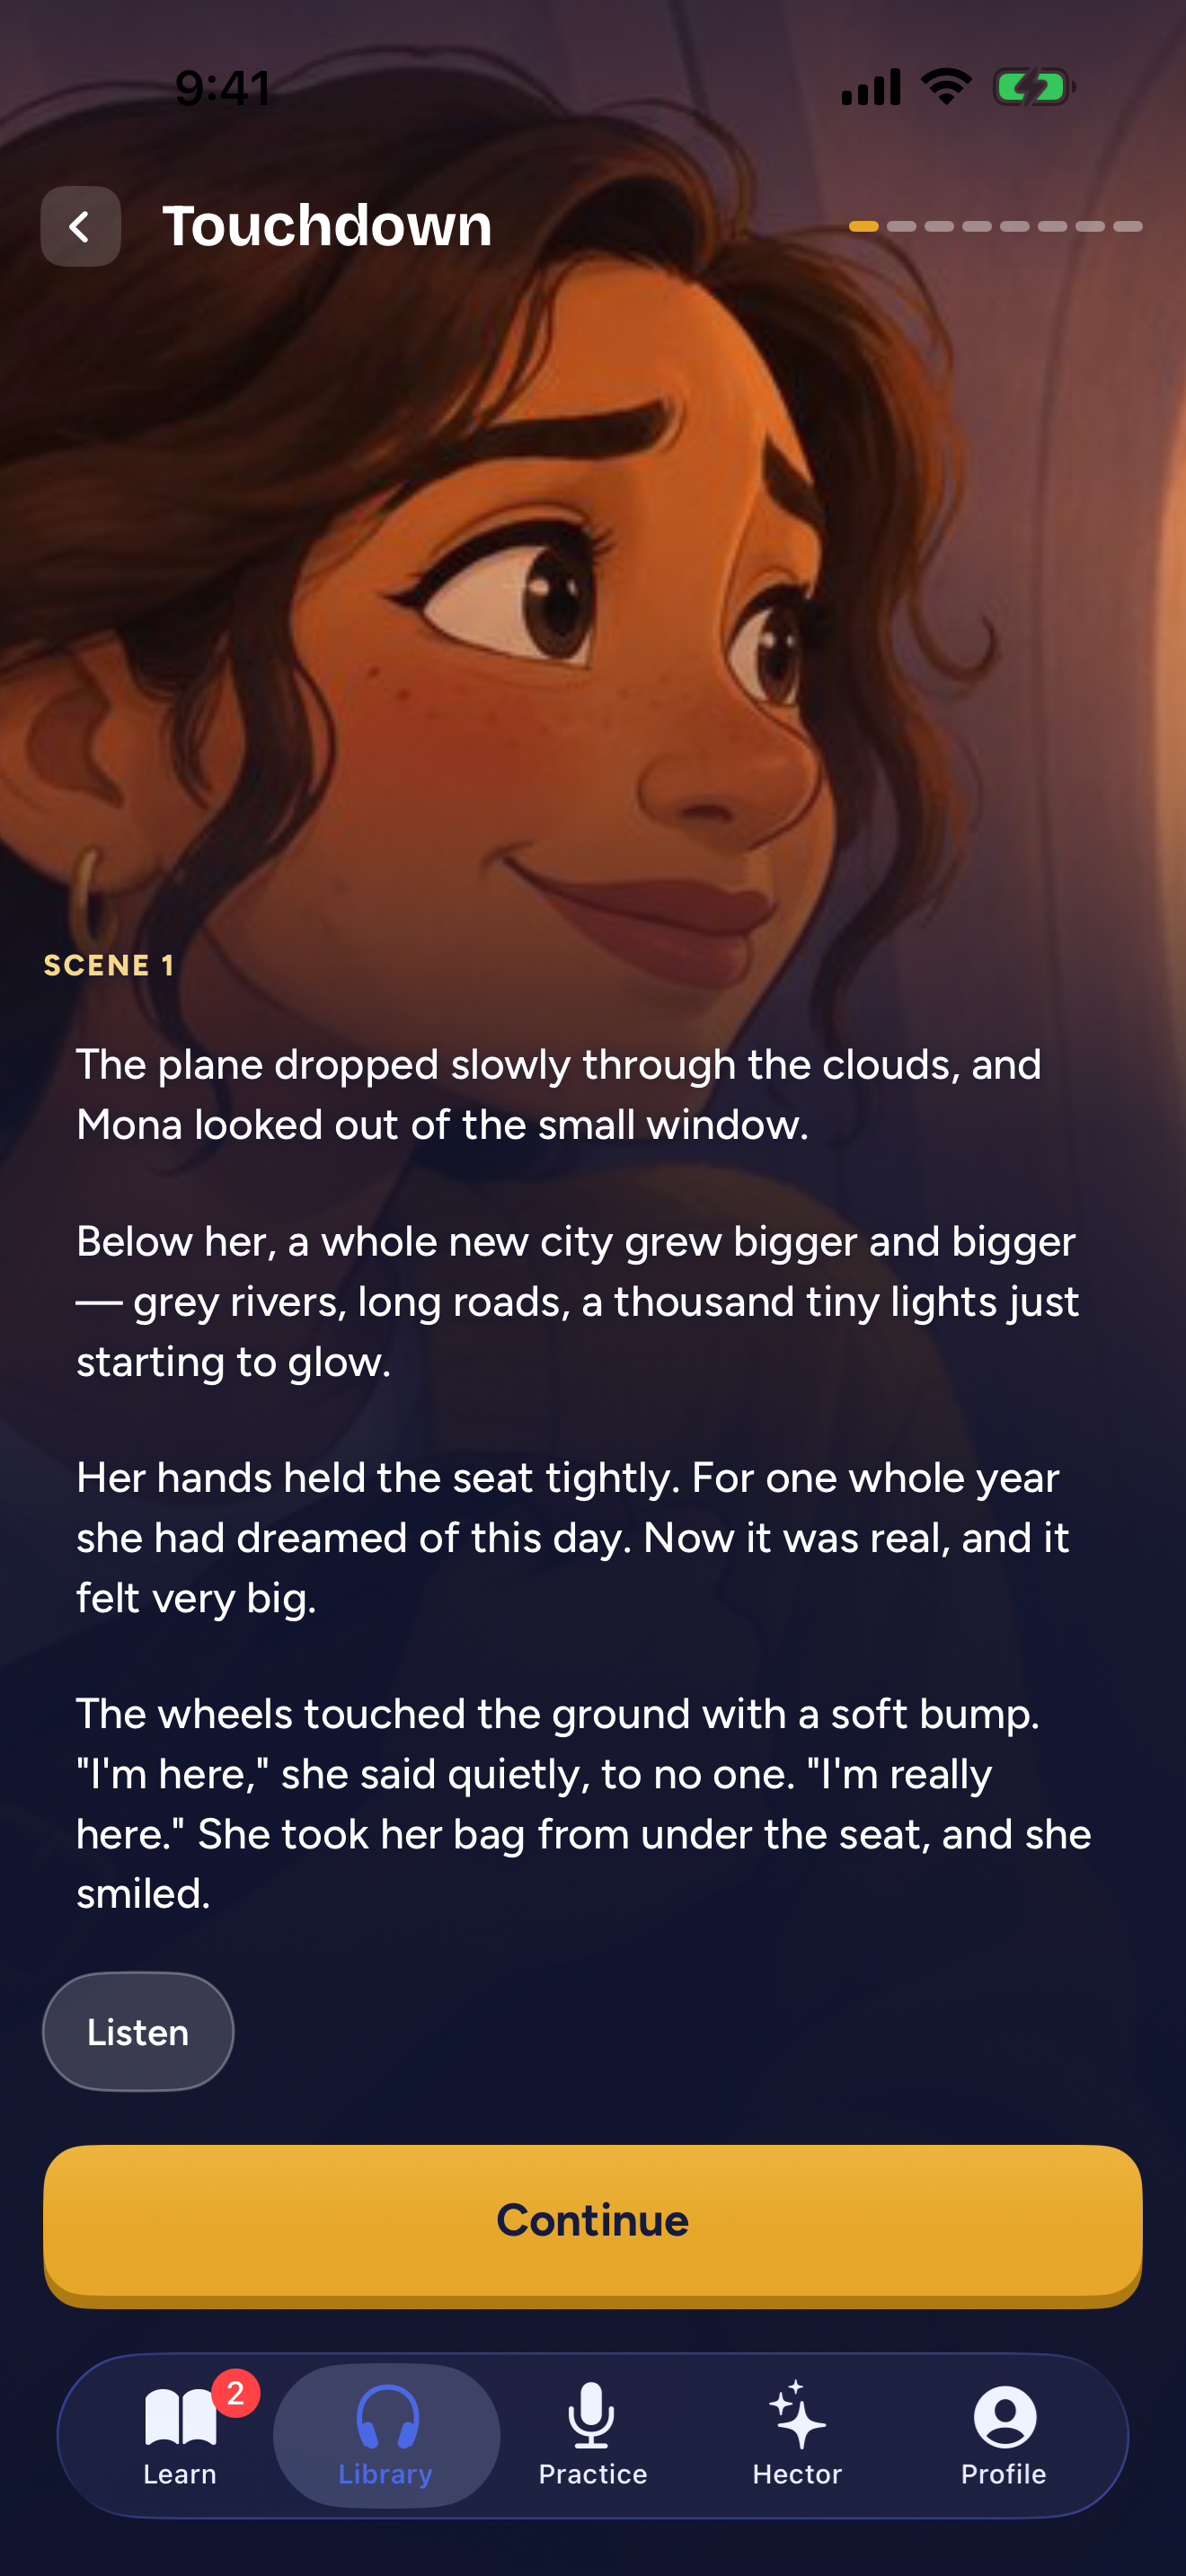 9:41
Touchdown
SCENE 1
The plane dropped slowly through the clouds, and
Mona looked out of the small window.
Below her, a whole new city grew bigger and bigger
— grey rivers, long roads, a thousand tiny lights just
starting to glow.
Her hands held the seat tightly. For one whole year
she had dreamed of this day. Now it was real, and it
felt very big.
The wheels touched the ground with a soft bump.
"I'm here," she said quietly, to no one. "I'm really
here." She took her bag from under the seat, and she
smiled.
Listen
Continue
2
Learn
Library
Practice
Hector
Profile